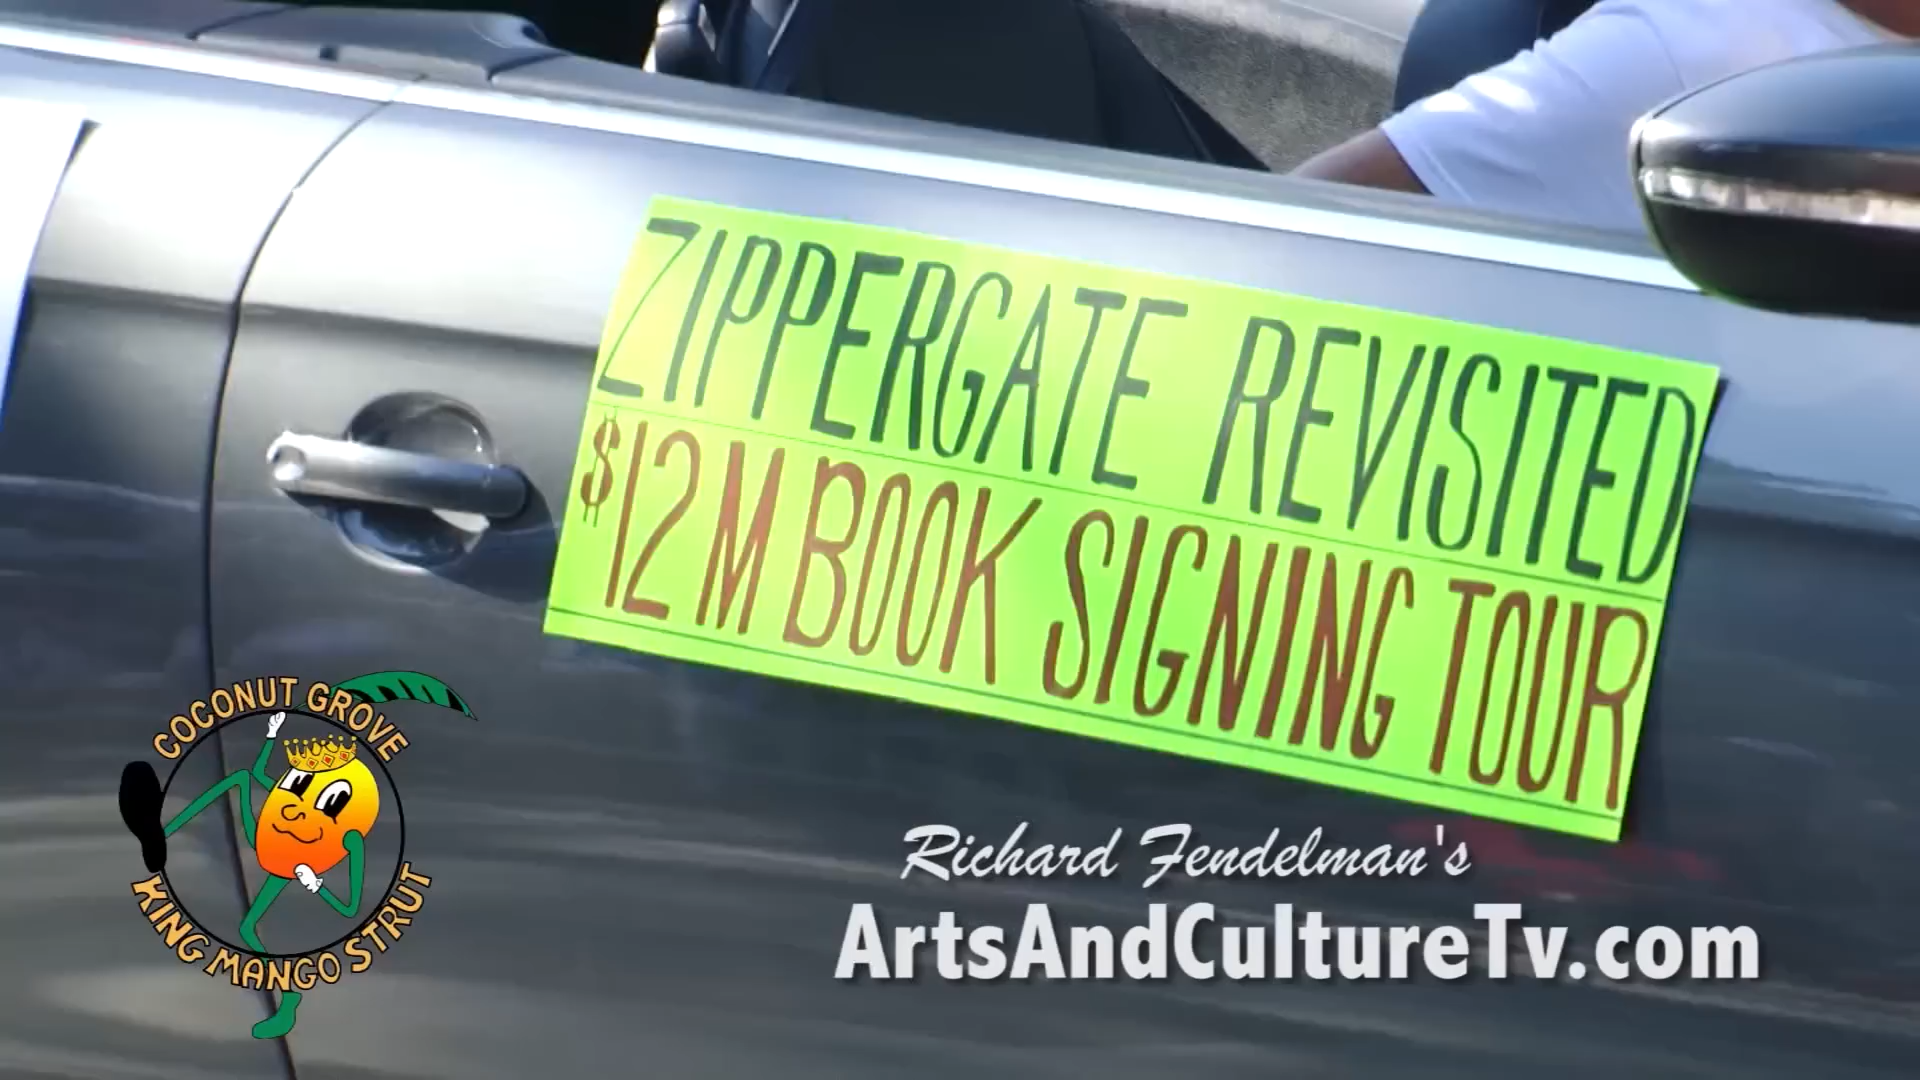 ZIPPERGATE REVISITED
$12 M BOOK SIGNING TOUR
COCONUT GROVE
KING MANGO STRUT
Richard Fendelman's
ArtsAndCultureTv.com